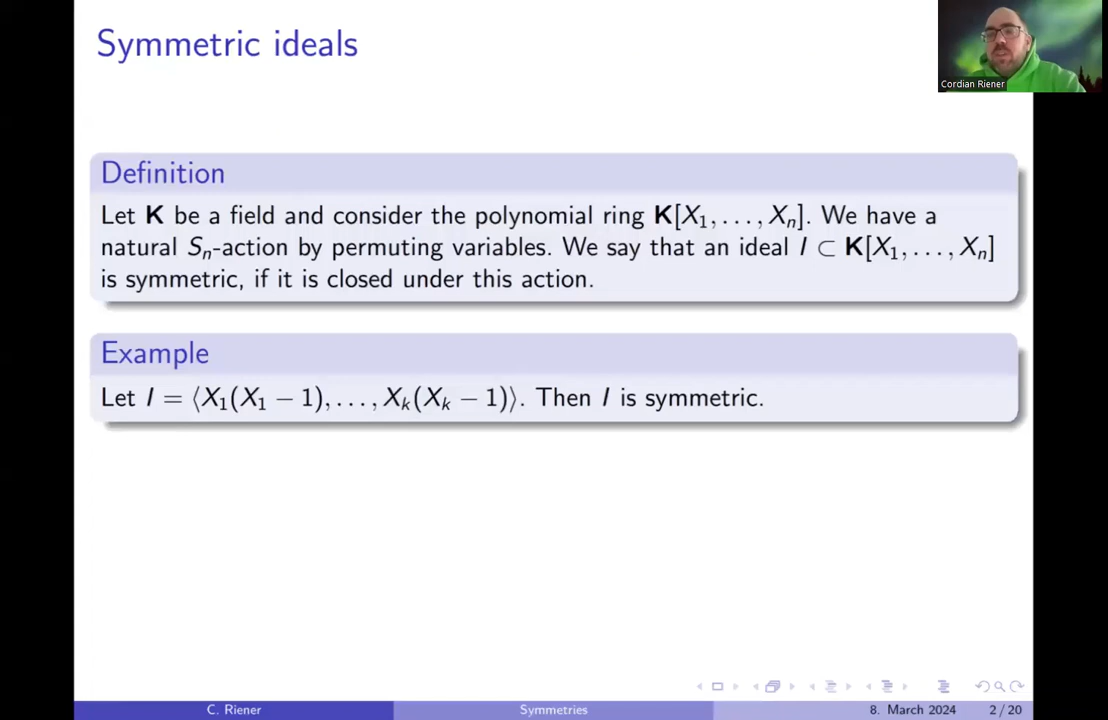 Symmetric ideals
Cordian Riener
Definition
Let K be a field and consider the polynomial ring K[X₁, . . . , Xₙ]. We have a
natural Sₙ-action by permuting variables. We say that an ideal I ⊂ K[X₁, . . . , Xₙ]
is symmetric, if it is closed under this action.
Example
Let I = ⟨X₁(X₁ − 1), . . . , Xₖ(Xₖ − 1)⟩. Then I is symmetric.
C. Riener
Symmetries
8. March 2024
2 / 20